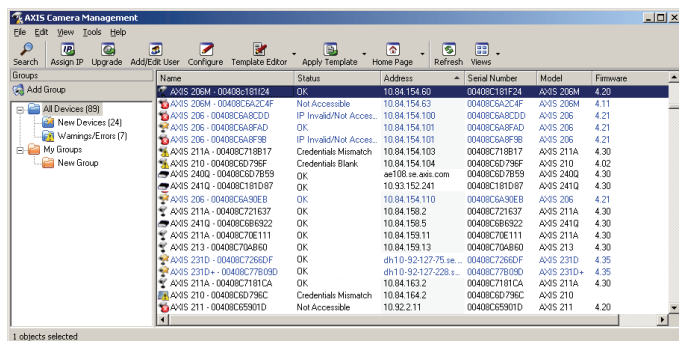 AXIS Camera Management
File Edit View Tools Help
Search Assign IP Upgrade Add/Edit User Configure Template Editor Apply Template Home Page Refresh Views
Groups
Add Group
All Devices (89)
New Devices (24)
Warnings/Errors (7)
My Groups
New Group
Name Status Address Serial Number Model Firmware
AXIS 206M - 00408c181f24 OK 10.84.154.60 00408C181F24 AXIS 206M 4.20
AXIS 206M - 00408C6A2C4F Not Accessible 10.84.154.63 00408C6A2C4F AXIS 206M 4.11
AXIS 206 - 00408C6A8CDD IP Invalid/Not Acces... 10.84.154.100 00408C6A8CDD AXIS 206 4.21
AXIS 206 - 00408C6A8FAD OK 10.84.154.101 00408C6A8FAD AXIS 206 4.21
AXIS 206 - 00408C6A8F9B IP Invalid/Not Acces... 10.84.154.101 00408C6A8F9B AXIS 206 4.21
AXIS 211A - 00408C718B17 Credentials Mismatch 10.84.154.103 00408C718B17 AXIS 211A 4.30
AXIS 210 - 00408C6D796F Credentials Blank 10.84.154.104 00408C6D796F AXIS 210 4.02
AXIS 240Q - 00408C6D7B59 OK ae108.se.axis.com 00408C6D7B59 AXIS 240Q 4.30
AXIS 241Q - 00408C181D87 OK 10.93.152.241 00408C181D87 AXIS 241Q 4.30
AXIS 206 - 00408C6A90EB OK 10.84.154.110 00408C6A90EB AXIS 206 4.21
AXIS 211A - 00408C721637 OK 10.84.158.2 00408C721637 AXIS 211A 4.30
AXIS 241Q - 00408C6B6922 OK 10.84.158.5 00408C6B6922 AXIS 241Q 4.30
AXIS 211A - 00408C70E111 OK 10.84.159.11 00408C70E111 AXIS 211A 4.30
AXIS 213 - 00408C70AB60 OK 10.84.159.13 00408C70AB60 AXIS 213 4.30
AXIS 231D - 00408C7266DF OK dh10-92-127-75.se.... 00408C7266DF AXIS 231D 4.35
AXIS 231D+ - 00408C77B09D OK dh10-92-127-228.s... 00408C77B09D AXIS 231D+ 4.35
AXIS 211A - 00408C7181CA OK 10.84.163.2 00408C7181CA AXIS 211A 4.30
AXIS 210 - 00408C6D796C Credentials Mismatch 10.84.164.2 00408C6D796C AXIS 210
AXIS 211 - 00408C65901D Not Accessible 10.92.2.11 00408C65901D AXIS 211 4.20
1 objects selected